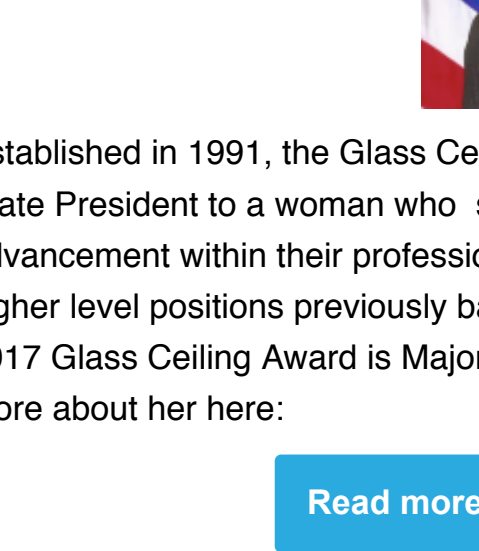 stablished in 1991, the Glass Ce
ate President to a woman who  s
dvancement within their professio
gher level positions previously ba
017 Glass Ceiling Award is Major
ore about her here:
Read more